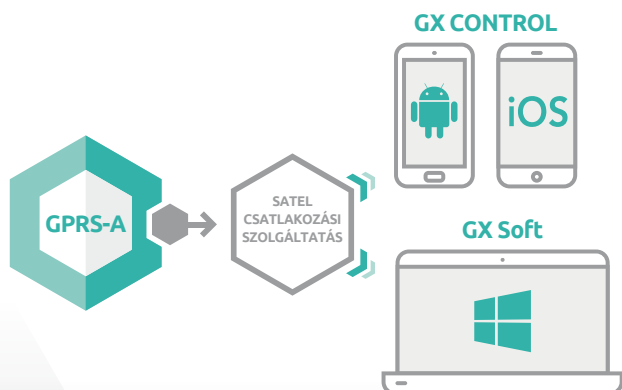 GX CONTROL
iOS
GPRS-A
SATEL
CSATLAKOZÁSI
SZOLGÁLTATÁS
GX Soft